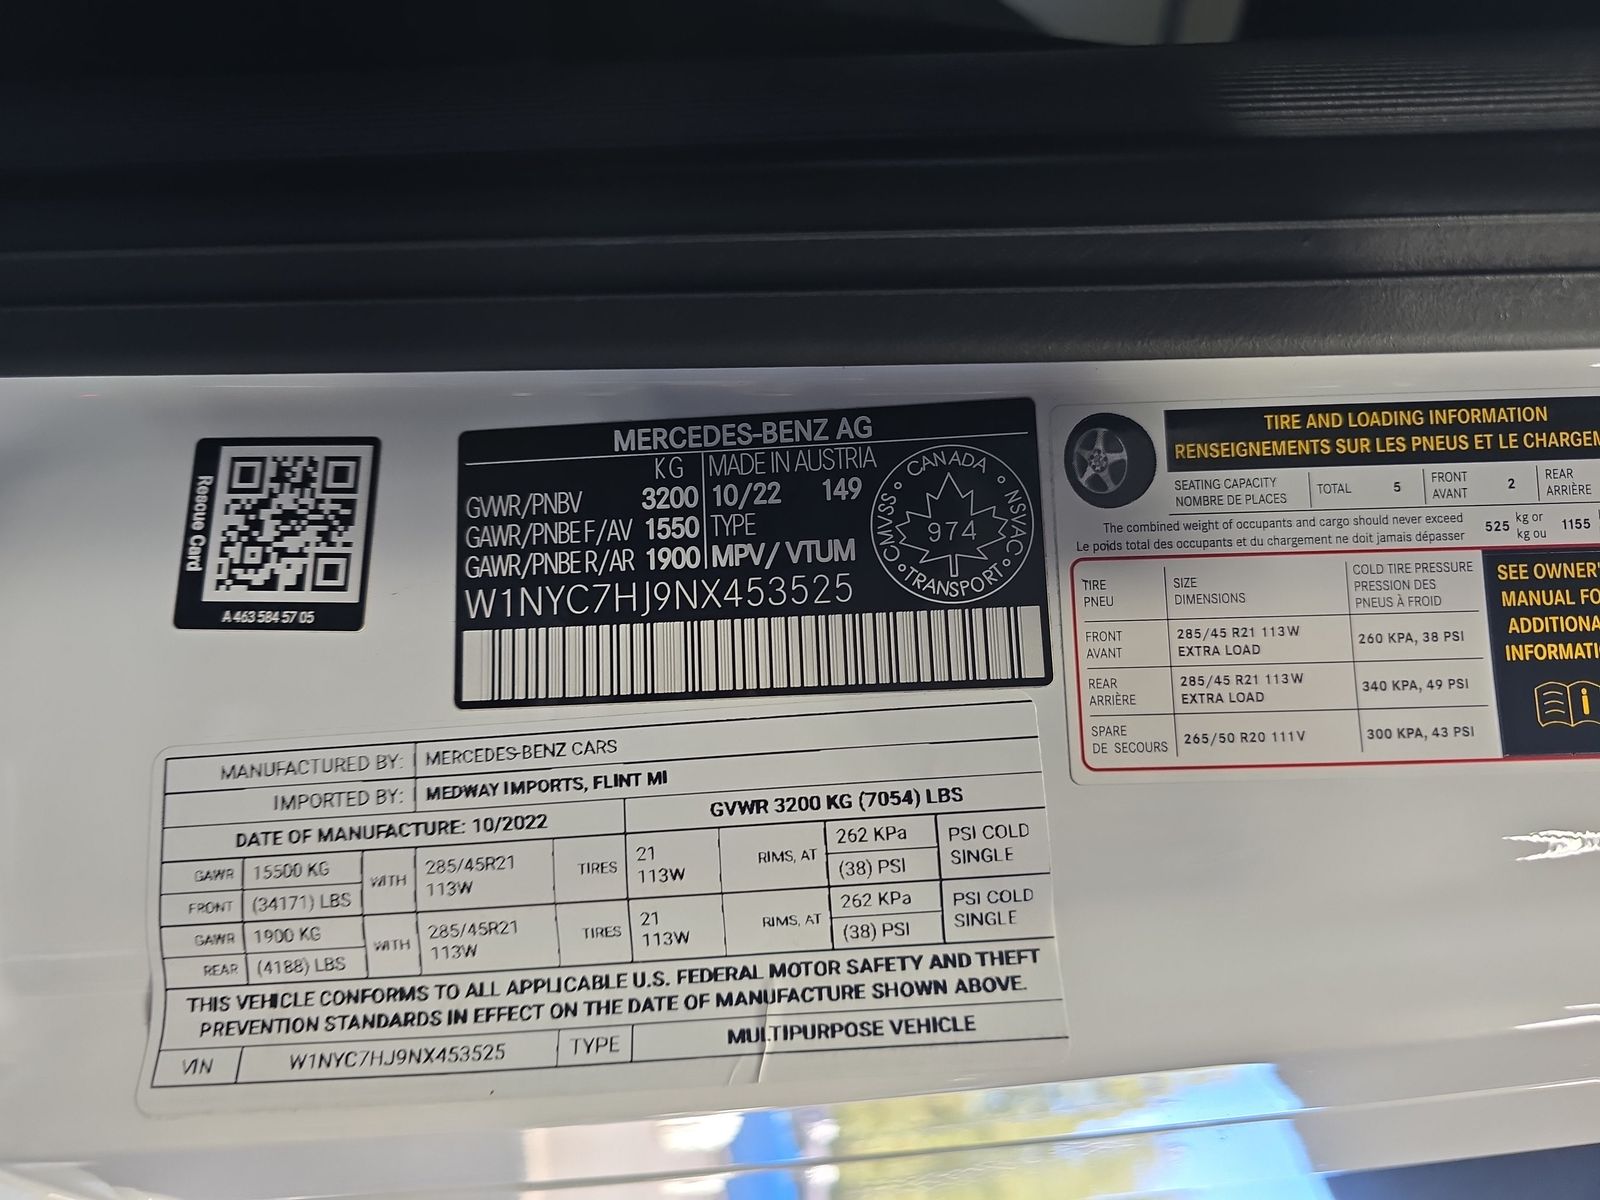 Rescue Card
A 463 584 57 05
MERCEDES-BENZ AG
KG
GVWR/PNBV 3200
GAWR/PNBE F/AV 1550
GAWR/PNBE R/AR 1900
MADE IN AUSTRIA
10/22 149
TYPE
MPV/ VTUM
CANADA
CMVSS
974
NSVAC
TRANSPORT
W1NYC7HJ9NX453525
TIRE AND LOADING INFORMATION
RENSEIGNEMENTS SUR LES PNEUS ET LE CHARGEM
SEATING CAPACITY
NOMBRE DE PLACES
TOTAL 5
FRONT
AVANT
2
REAR
ARRIÈRE
The combined weight of occupants and cargo should never exceed
Le poids total des occupants et du chargement ne doit jamais dépasser
525 kg or
kg ou
1155
TIRE
PNEU
SIZE
DIMENSIONS
COLD TIRE PRESSURE
PRESSION DES
PNEUS À FROID
FRONT
AVANT
285/45 R21 113W
EXTRA LOAD
260 KPA, 38 PSI
REAR
ARRIÈRE
285/45 R21 113W
EXTRA LOAD
340 KPA, 49 PSI
SPARE
DE SECOURS
265/50 R20 111V
300 KPA, 43 PSI
SEE OWNER'
MANUAL FO
ADDITIONA
INFORMATI
MANUFACTURED BY: MERCEDES-BENZ CARS
IMPORTED BY: MEDWAY IMPORTS, FLINT MI
DATE OF MANUFACTURE: 10/2022
GVWR 3200 KG (7054) LBS
GAWR
FRONT
15500 KG
(34171) LBS
WITH
285/45R21
113W
TIRES
21
113W
RIMS, AT
262 KPa
(38) PSI
PSI COLD
SINGLE
GAWR
REAR
1900 KG
(4188) LBS
WITH
285/45R21
113W
TIRES
21
113W
RIMS, AT
262 KPa
(38) PSI
PSI COLD
SINGLE
THIS VEHICLE CONFORMS TO ALL APPLICABLE U.S. FEDERAL MOTOR SAFETY AND THEFT
PREVENTION STANDARDS IN EFFECT ON THE DATE OF MANUFACTURE SHOWN ABOVE.
VIN W1NYC7HJ9NX453525 TYPE MULTIPURPOSE VEHICLE